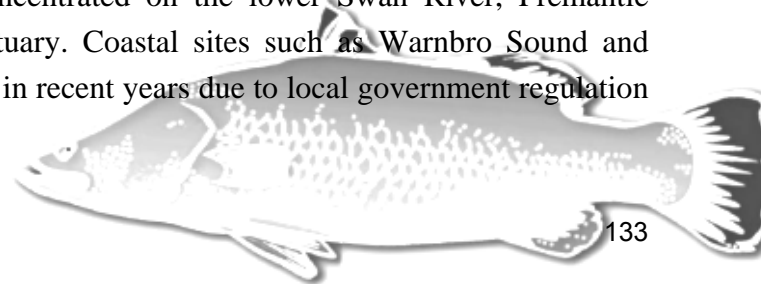 ncentrated on the lower Swan River, Fremantle
tuary. Coastal sites such as Warnbro Sound and
in recent years due to local government regulation
133